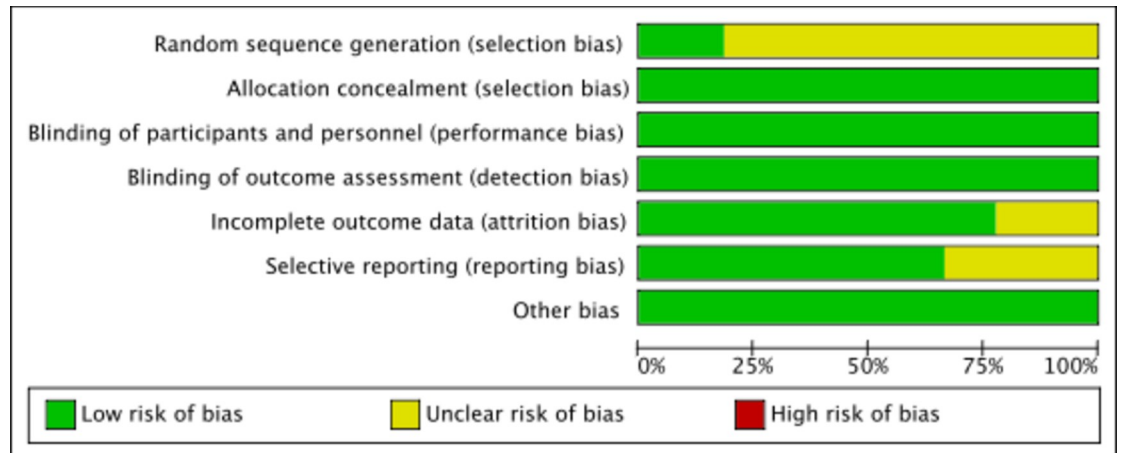 Random sequence generation (selection bias)
Allocation concealment (selection bias)
Blinding of participants and personnel (performance bias)
Blinding of outcome assessment (detection bias)
Incomplete outcome data (attrition bias)
Selective reporting (reporting bias)
Other bias
0% 25% 50% 75% 100%
Low risk of bias Unclear risk of bias High risk of bias